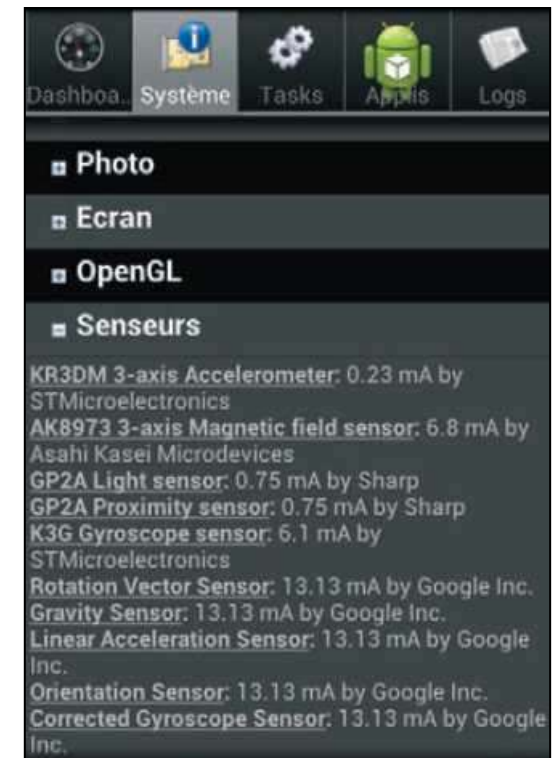 Dashboa..
Système
Tasks
Applis
Logs
Photo
Ecran
OpenGL
Senseurs
KR3DM 3-axis Accelerometer: 0.23 mA by
STMicroelectronics
AK8973 3-axis Magnetic field sensor: 6.8 mA by
Asahi Kasei Microdevices
GP2A Light sensor: 0.75 mA by Sharp
GP2A Proximity sensor: 0.75 mA by Sharp
K3G Gyroscope sensor: 6.1 mA by
STMicroelectronics
Rotation Vector Sensor: 13.13 mA by Google Inc.
Gravity Sensor: 13.13 mA by Google Inc.
Linear Acceleration Sensor: 13.13 mA by Google
Inc.
Orientation Sensor: 13.13 mA by Google Inc.
Corrected Gyroscope Sensor: 13.13 mA by Google
Inc.